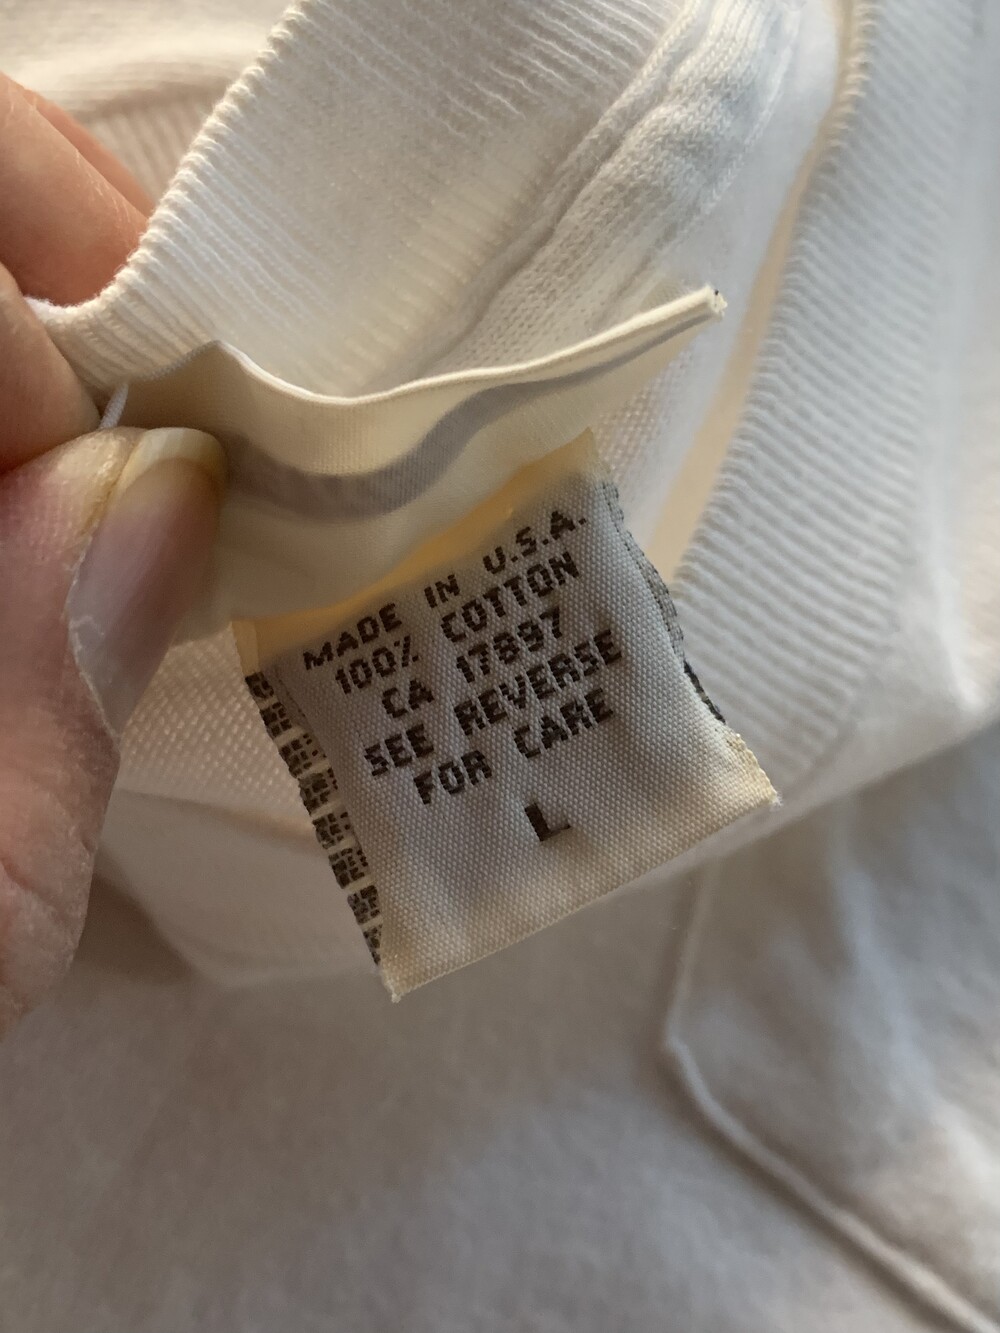 MADE IN U.S.A.
100% COTTON
CA 17897
SEE REVERSE
FOR CARE
L